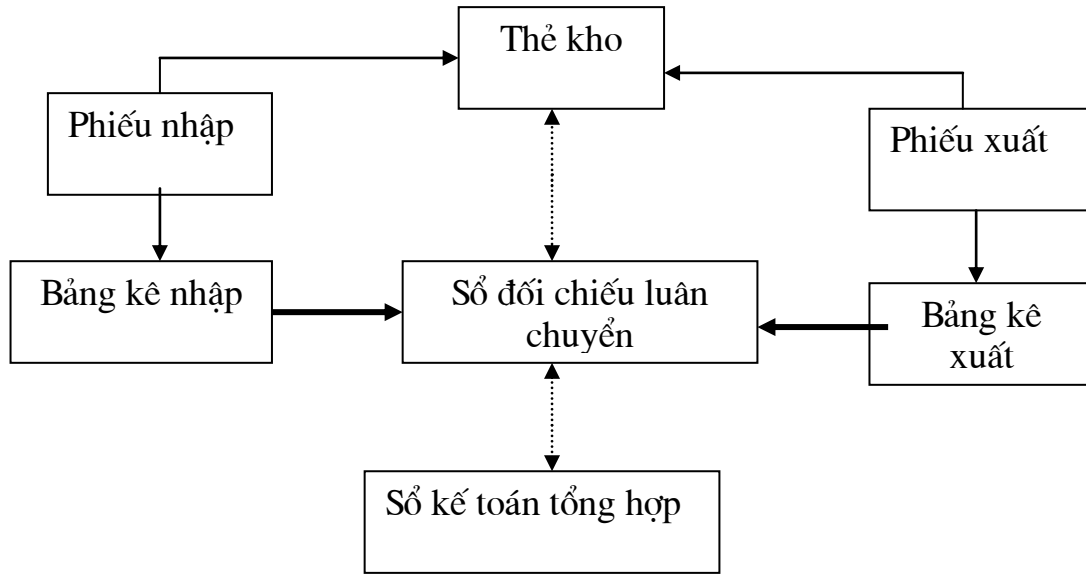 Thẻ kho
Phiếu nhập
Phiếu xuất
Bảng kê nhập
Sổ đối chiếu luân
chuyển
Bảng kê
xuất
Sổ kế toán tổng hợp